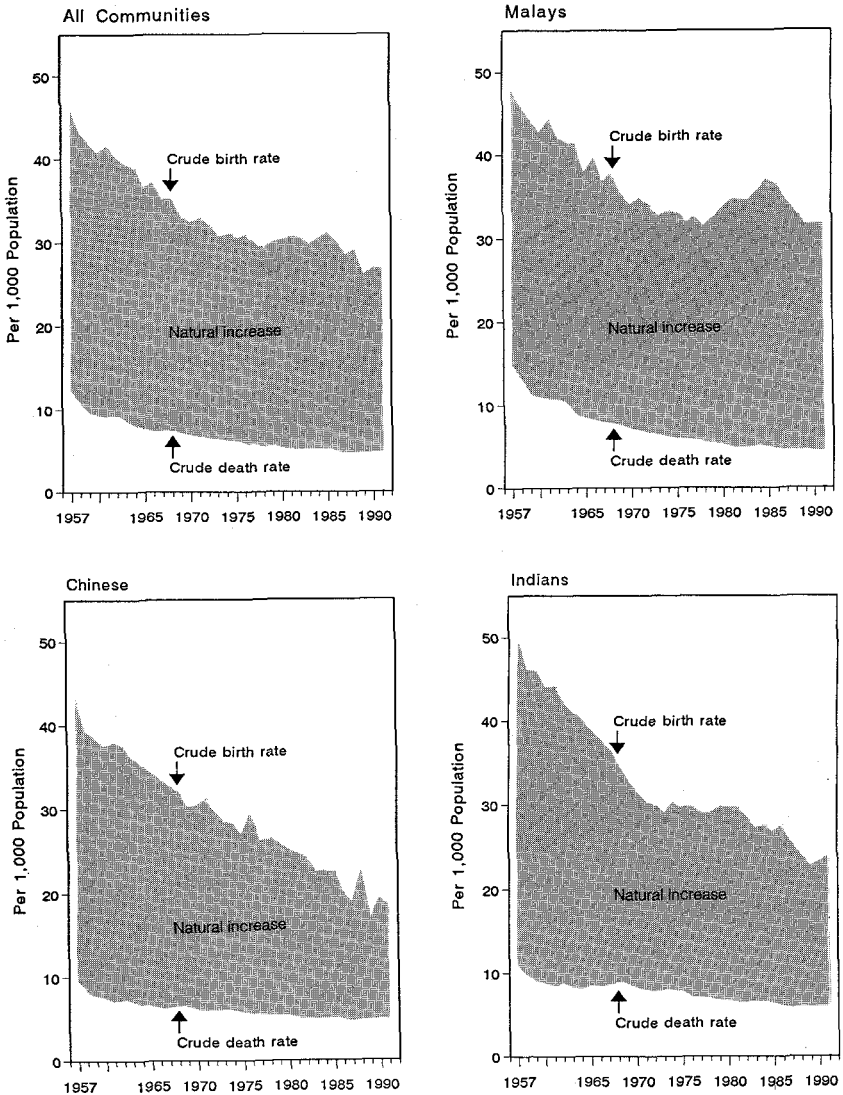 All Communities
Per 1,000 Population
50
40
30
20
10
0
Crude birth rate
Natural increase
Crude death rate
1957 1965 1970 1975 1980 1985 1990
Malays
Per 1,000 Population
50
40
30
20
10
0
Crude birth rate
Natural increase
Crude death rate
1957 1965 1970 1975 1980 1985 1990
Chinese
Per 1,000 Population
50
40
30
20
10
0
Crude birth rate
Natural increase
Crude death rate
1957 1965 1970 1975 1980 1985 1990
Indians
Per 1,000 Population
50
40
30
20
10
0
Crude birth rate
Natural increase
Crude death rate
1957 1965 1970 1975 1980 1985 1990